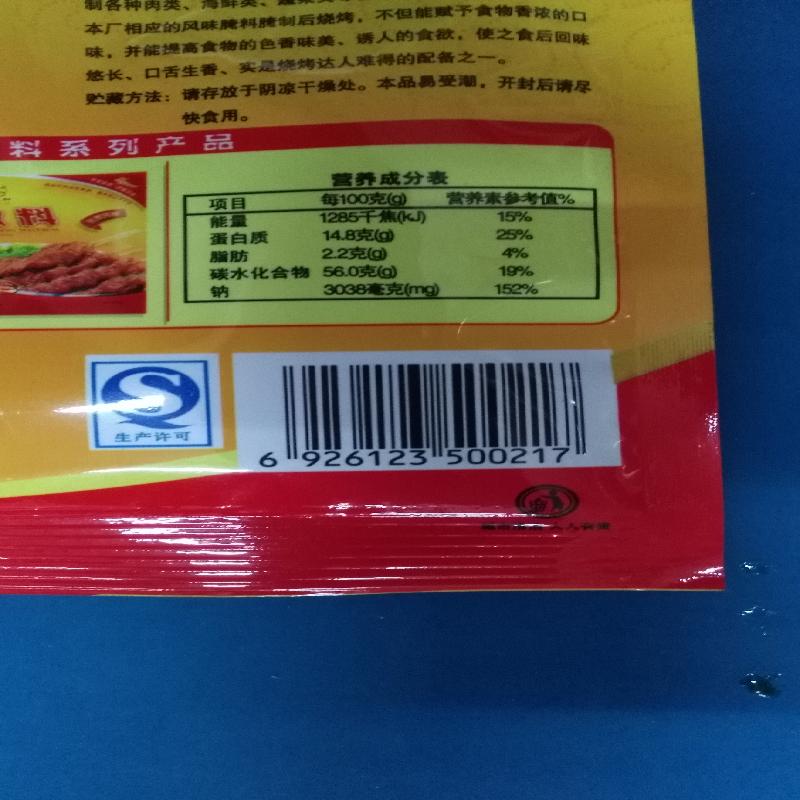 制各种肉类、海鲜类、蔬菜类
本厂相应的风味腌料腌制后烧烤，不但能赋予食物香浓的口
味，并能提高食物的色香味美、诱人的食欲，使之食后回味
悠长、口舌生香、实是烧烤达人难得的配备之一。
贮藏方法：请存放于阴凉干燥处。本品易受潮，开封后请尽
快食用。
料系列产品
营养成分表
项目 每100克(g) 营养素参考值%
能量 1285千焦(kJ) 15%
蛋白质 14.8克(g) 25%
脂肪 2.2克(g) 4%
碳水化合物 56.0克(g) 19%
钠 3038毫克(mg) 152%
料
生产许可
6 926123 500217